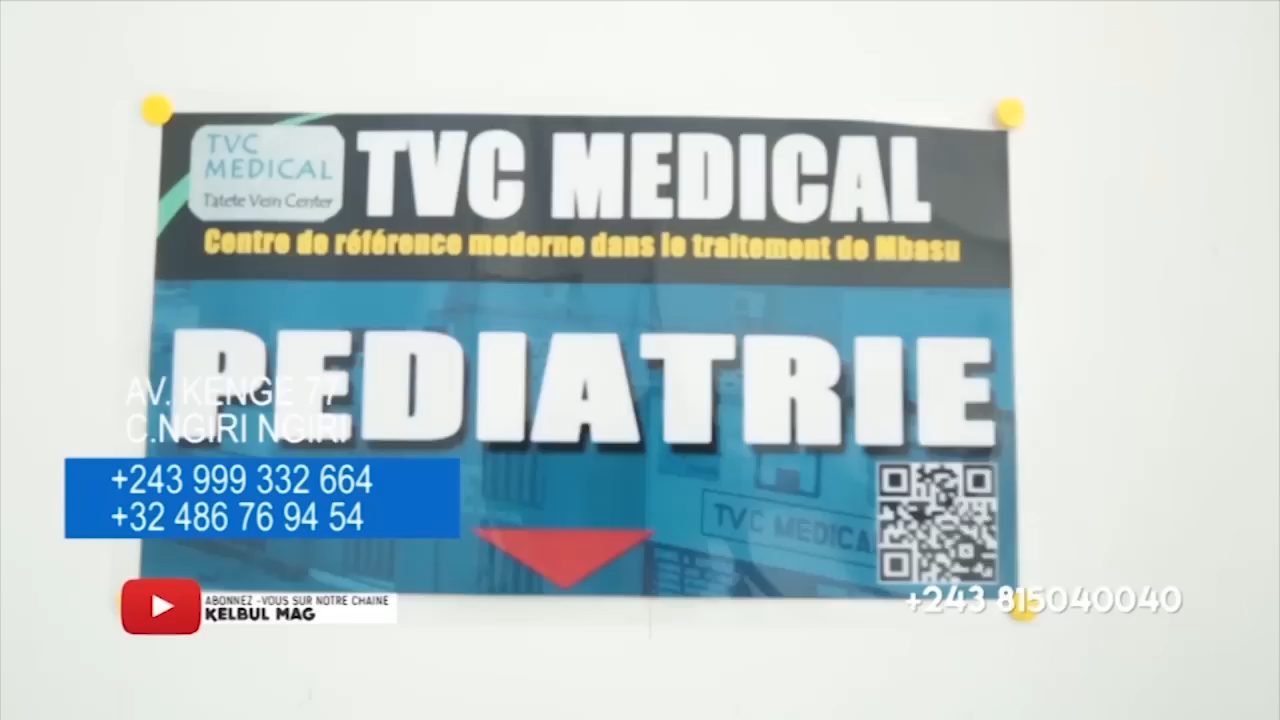 TVC
MEDICAL
Tatete Vein Center
TVC MEDICAL
Centre de référence moderne dans le traitement de Mbasu
PEDIATRIE
AV. KENGE 77
C.NGIRI NGIRI
+243 999 332 664
+32 486 76 94 54
TVC MEDICA
ABONNEZ -VOUS SUR NOTRE CHAINE
KELBUL MAG
+243 815040040